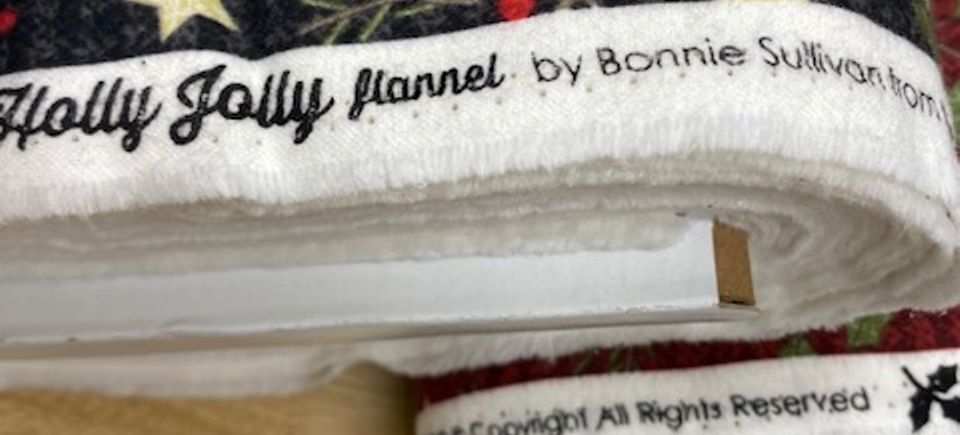 Holly Jolly flannel by Bonnie Sullivan from
© Copyright All Rights Reserved